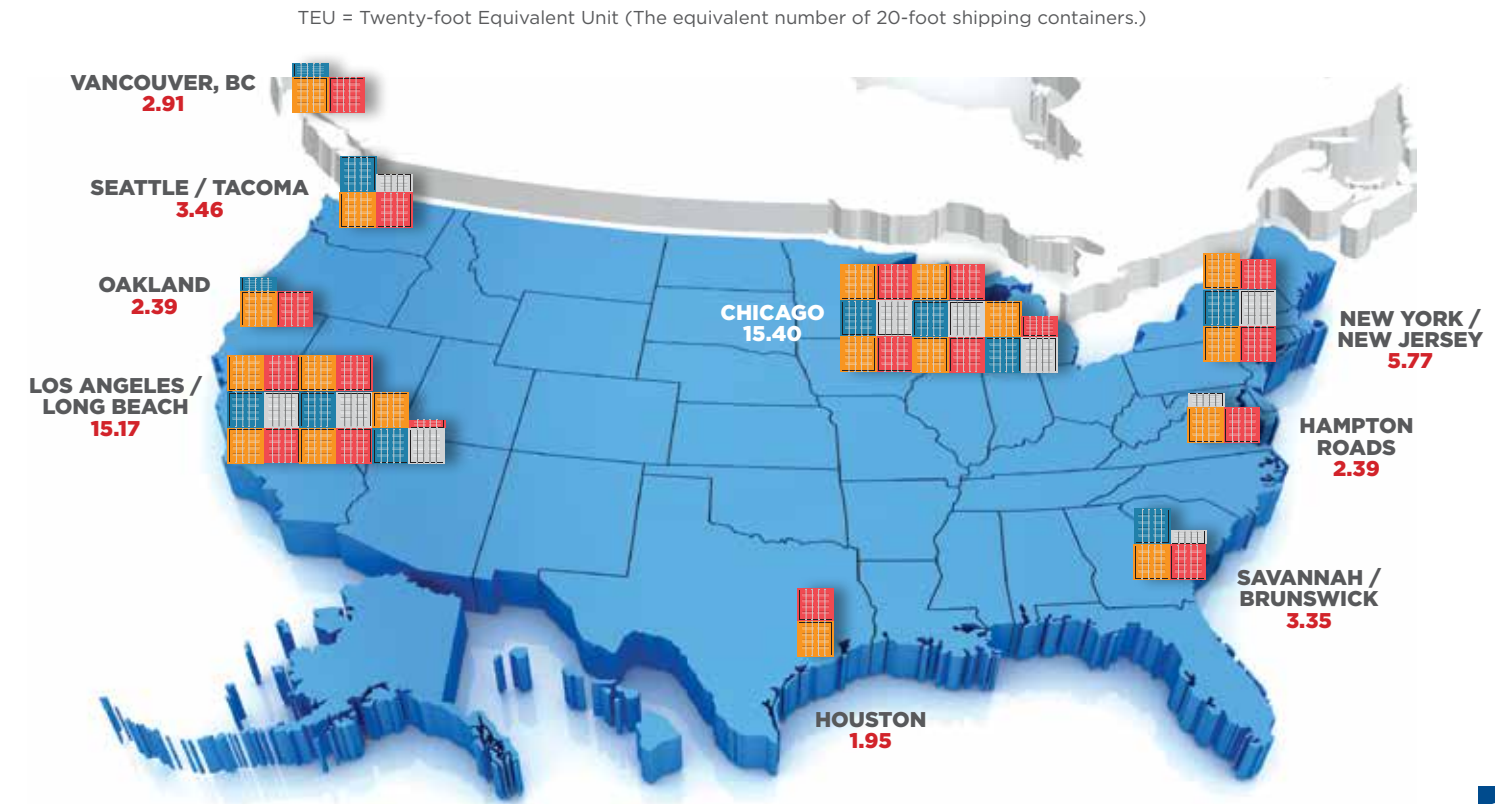 TEU = Twenty-foot Equivalent Unit (The equivalent number of 20-foot shipping containers.)
VANCOUVER, BC
2.91
SEATTLE / TACOMA
3.46
OAKLAND
2.39
LOS ANGELES /
LONG BEACH
15.17
CHICAGO
15.40
NEW YORK /
NEW JERSEY
5.77
HAMPTON
ROADS
2.39
SAVANNAH /
BRUNSWICK
3.35
HOUSTON
1.95